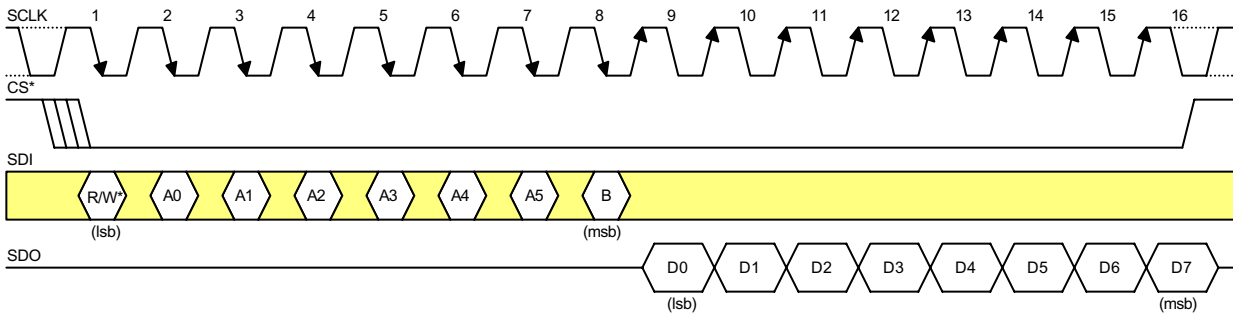 SCLK 1 2 3 4 5 6 7 8 9 10 11 12 13 14 15 16
CS*
SDI
R/W* A0 A1 A2 A3 A4 A5 B
(lsb) (msb)
SDO
D0 D1 D2 D3 D4 D5 D6 D7
(lsb) (msb)